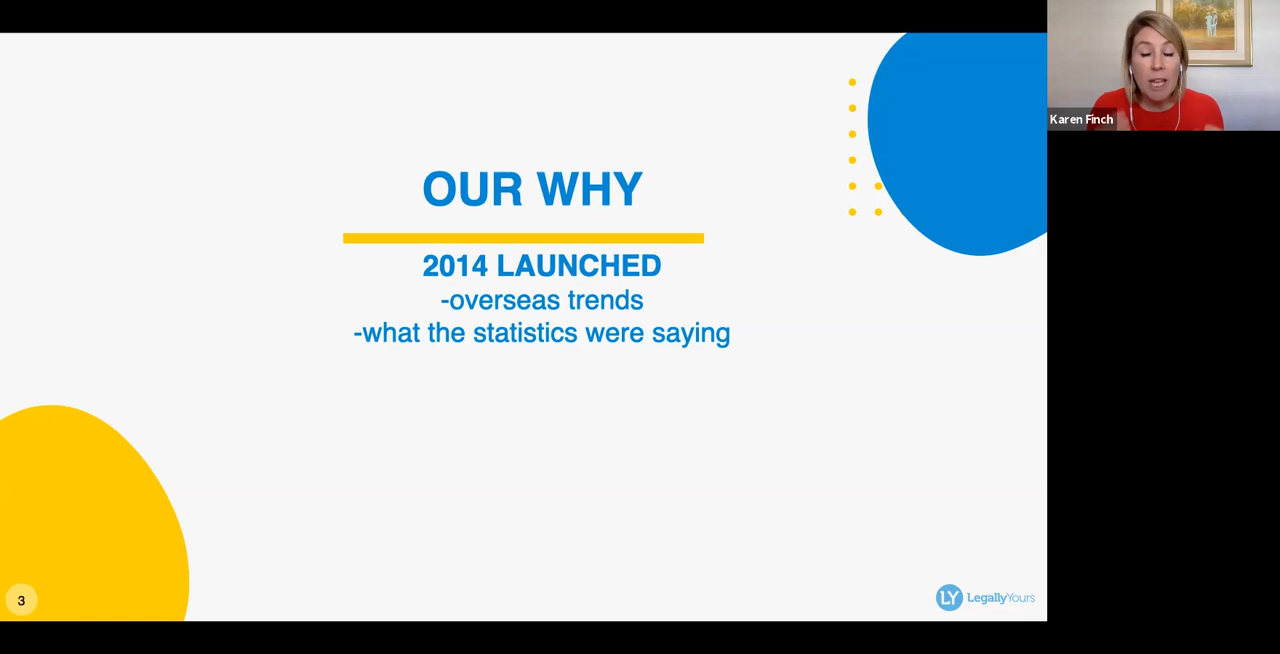 Karen Finch
OUR WHY
2014 LAUNCHED
-overseas trends
-what the statistics were saying
3
LY LegallyYours